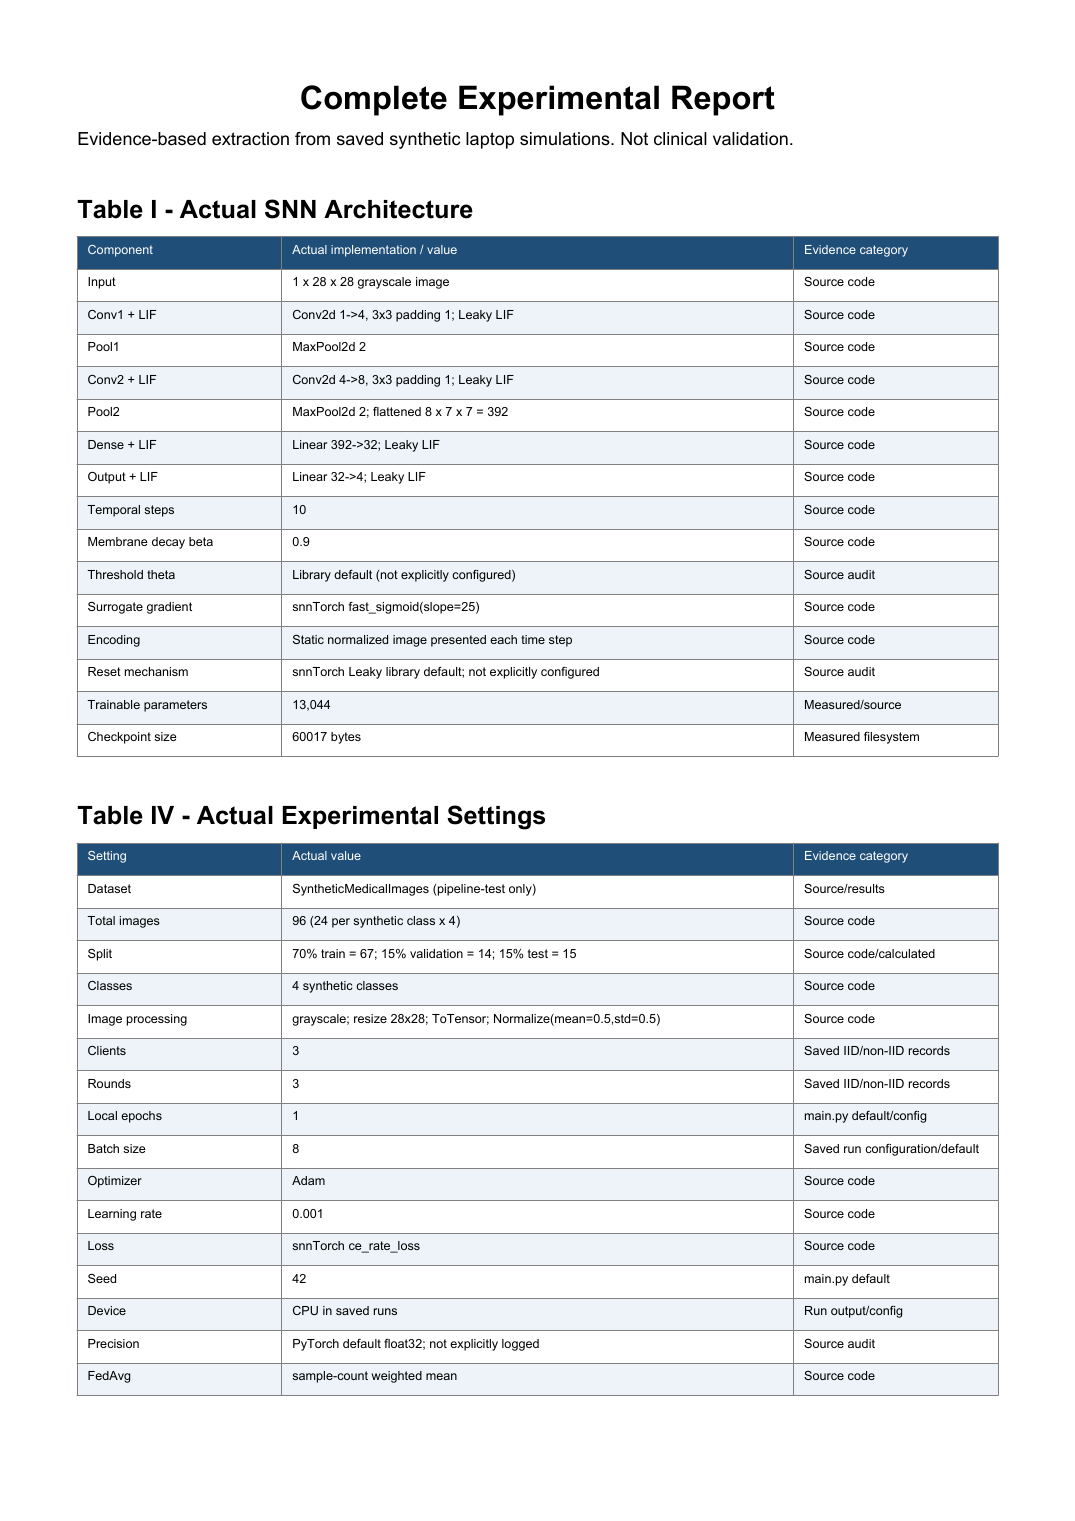 Complete Experimental Report
Evidence-based extraction from saved synthetic laptop simulations. Not clinical validation.
Table I - Actual SNN Architecture
Component Actual implementation / value Evidence category
Input 1 x 28 x 28 grayscale image Source code
Conv1 + LIF Conv2d 1->4, 3x3 padding 1; Leaky LIF Source code
Pool1 MaxPool2d 2 Source code
Conv2 + LIF Conv2d 4->8, 3x3 padding 1; Leaky LIF Source code
Pool2 MaxPool2d 2; flattened 8 x 7 x 7 = 392 Source code
Dense + LIF Linear 392->32; Leaky LIF Source code
Output + LIF Linear 32->4; Leaky LIF Source code
Temporal steps 10 Source code
Membrane decay beta 0.9 Source code
Threshold theta Library default (not explicitly configured) Source audit
Surrogate gradient snnTorch fast_sigmoid(slope=25) Source code
Encoding Static normalized image presented each time step Source code
Reset mechanism snnTorch Leaky library default; not explicitly configured Source audit
Trainable parameters 13,044 Measured/source
Checkpoint size 60017 bytes Measured filesystem
Table IV - Actual Experimental Settings
Setting Actual value Evidence category
Dataset SyntheticMedicalImages (pipeline-test only) Source/results
Total images 96 (24 per synthetic class x 4) Source code
Split 70% train = 67; 15% validation = 14; 15% test = 15 Source code/calculated
Classes 4 synthetic classes Source code
Image processing grayscale; resize 28x28; ToTensor; Normalize(mean=0.5,std=0.5) Source code
Clients 3 Saved IID/non-IID records
Rounds 3 Saved IID/non-IID records
Local epochs 1 main.py default/config
Batch size 8 Saved run configuration/default
Optimizer Adam Source code
Learning rate 0.001 Source code
Loss snnTorch ce_rate_loss Source code
Seed 42 main.py default
Device CPU in saved runs Run output/config
Precision PyTorch default float32; not explicitly logged Source audit
FedAvg sample-count weighted mean Source code